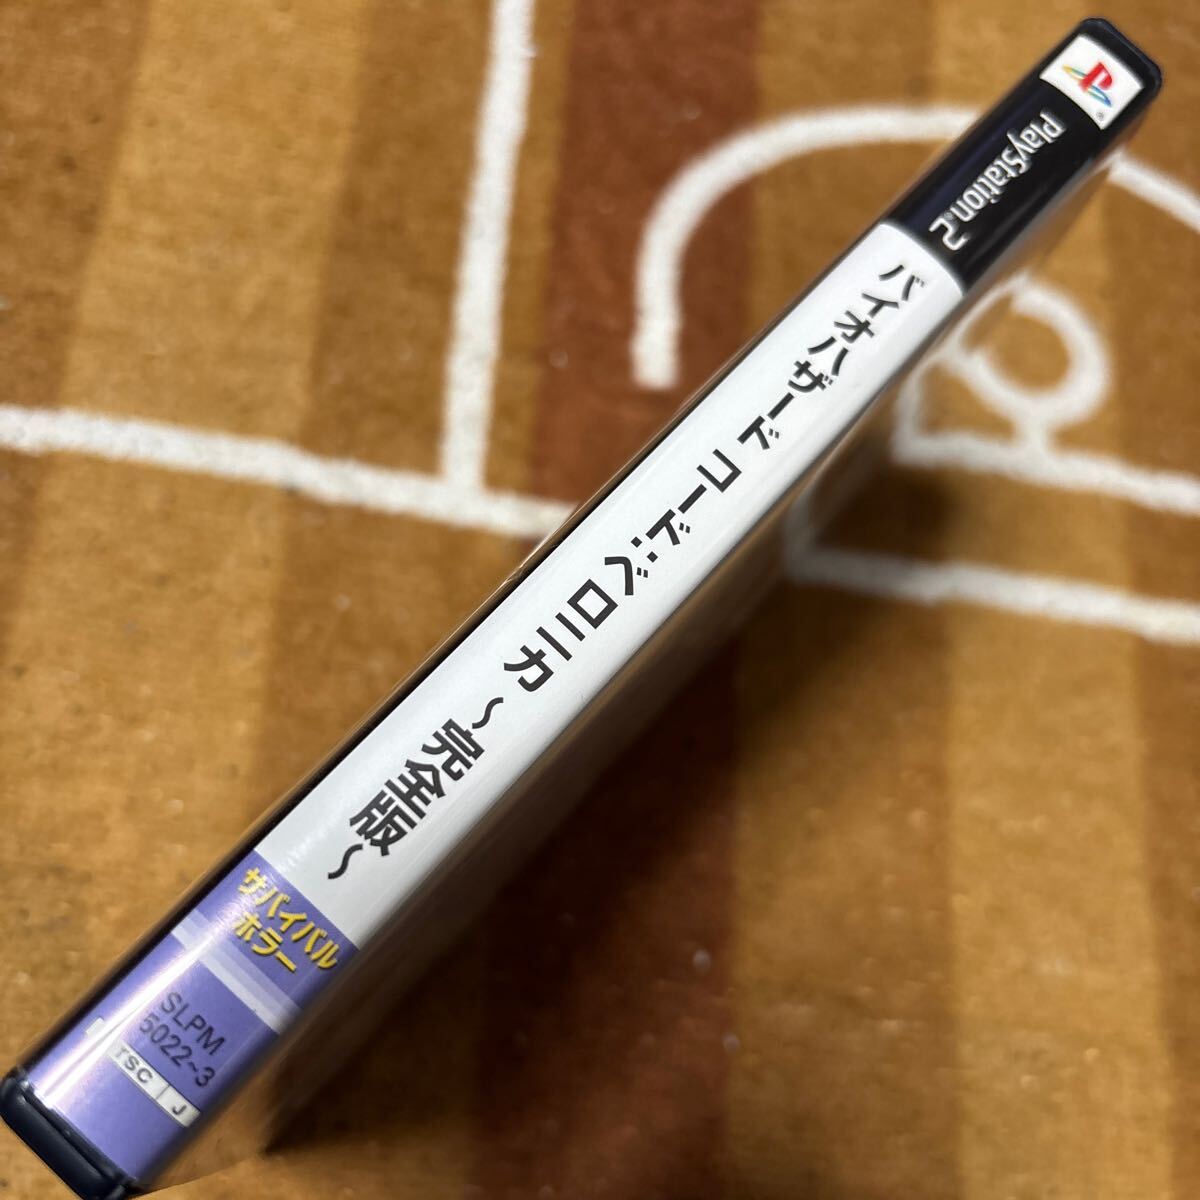 PlayStation®2
バイオハザード コード:ベロニカ 〜完全版〜
サバイバル
ホラー
SLPM
5022~3
rsc J